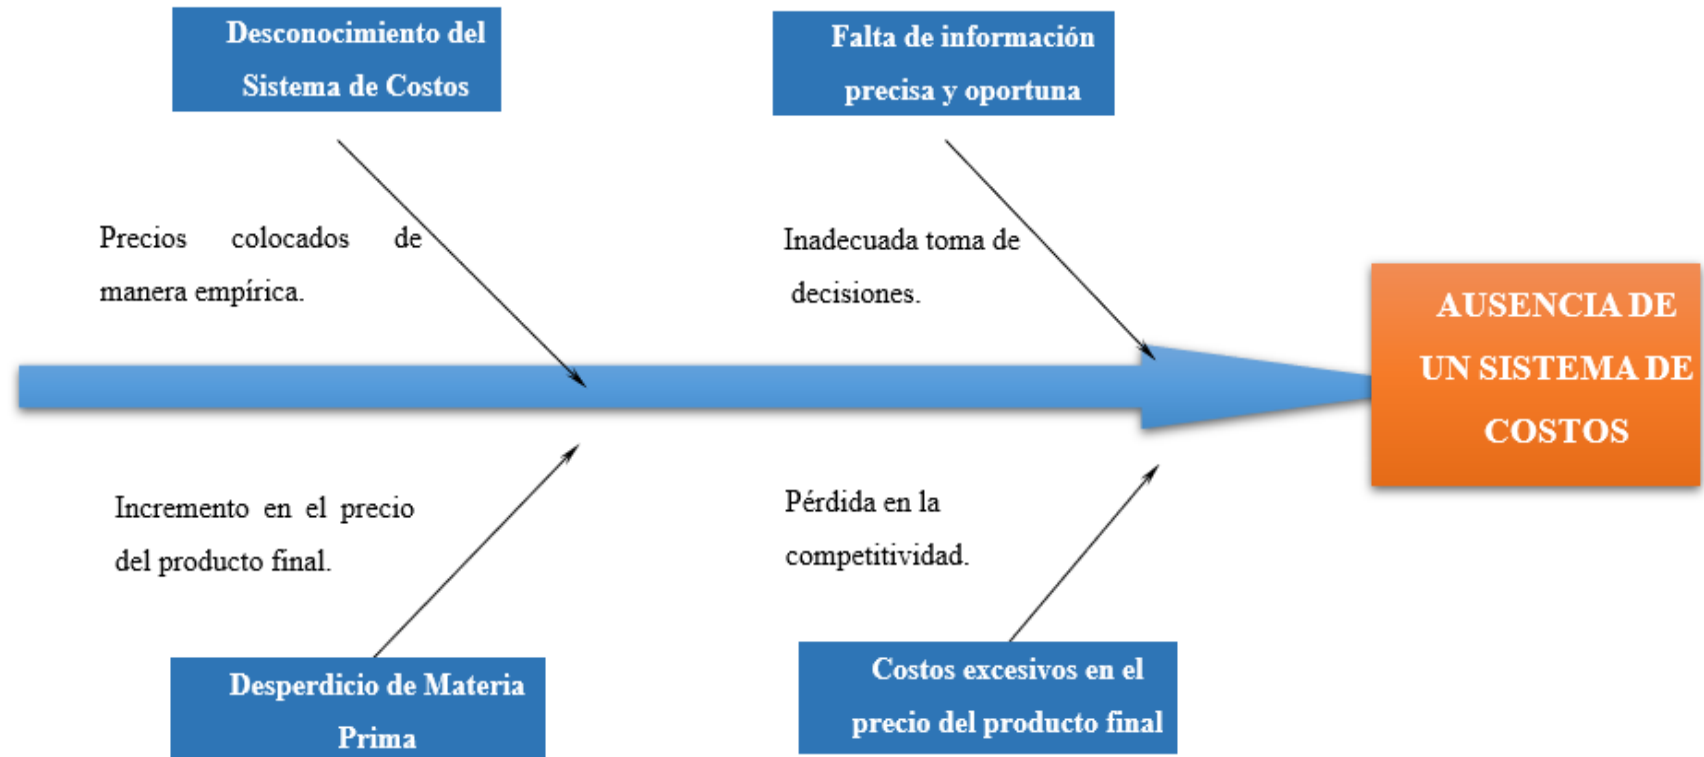 Desconocimiento del
Sistema de Costos
Falta de información
precisa y oportuna
Precios colocados de
manera empírica.
Inadecuada toma de
decisiones.
AUSENCIA DE
UN SISTEMA DE
COSTOS
Incremento en el precio
del producto final.
Pérdida en la
competitividad.
Desperdicio de Materia
Prima
Costos excesivos en el
precio del producto final